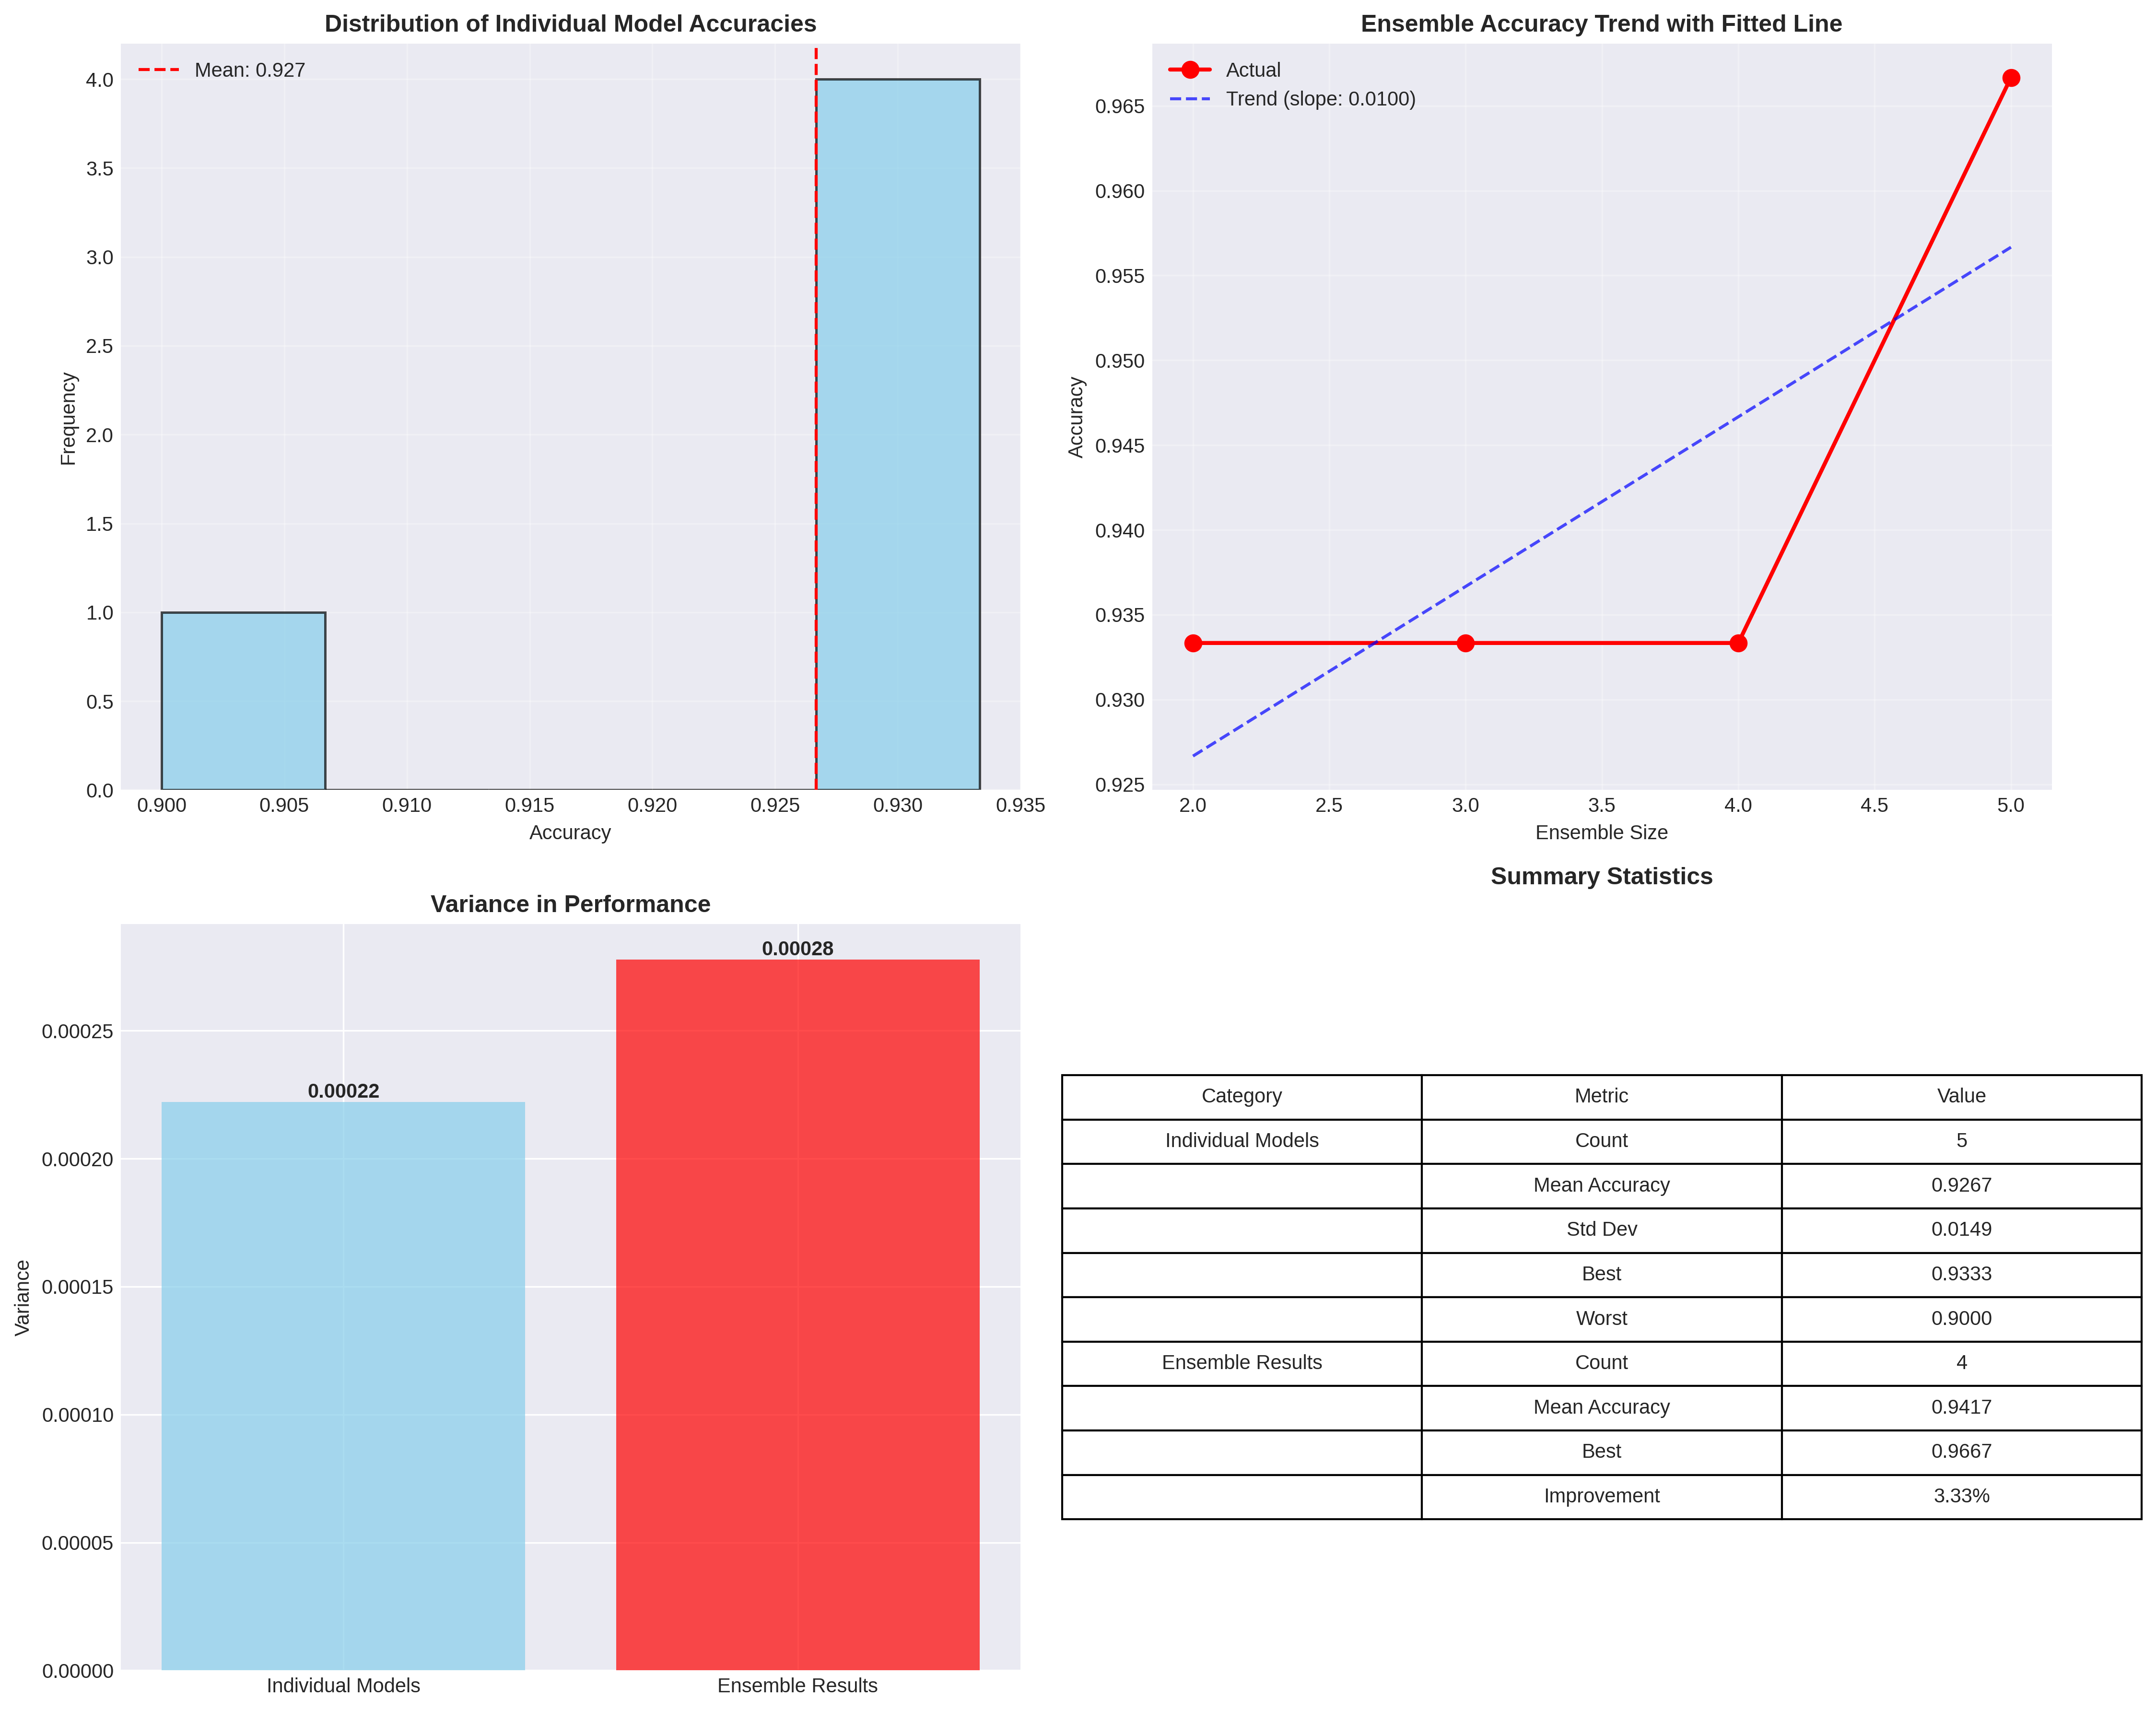 Distribution of Individual Model Accuracies
Mean: 0.927
4.0
3.5
3.0
2.5
2.0
1.5
1.0
0.5
0.0
Frequency
0.900 0.905 0.910 0.915 0.920 0.925 0.930 0.935
Accuracy
Ensemble Accuracy Trend with Fitted Line
Actual
Trend (slope: 0.0100)
0.965
0.960
0.955
0.950
0.945
0.940
0.935
0.930
0.925
Accuracy
2.0 2.5 3.0 3.5 4.0 4.5 5.0
Ensemble Size
Variance in Performance
0.00028
0.00022
0.00025
0.00020
0.00015
0.00010
0.00005
0.00000
Variance
Individual Models Ensemble Results
Summary Statistics
Category Metric Value
Individual Models Count 5
Mean Accuracy 0.9267
Std Dev 0.0149
Best 0.9333
Worst 0.9000
Ensemble Results Count 4
Mean Accuracy 0.9417
Best 0.9667
Improvement 3.33%